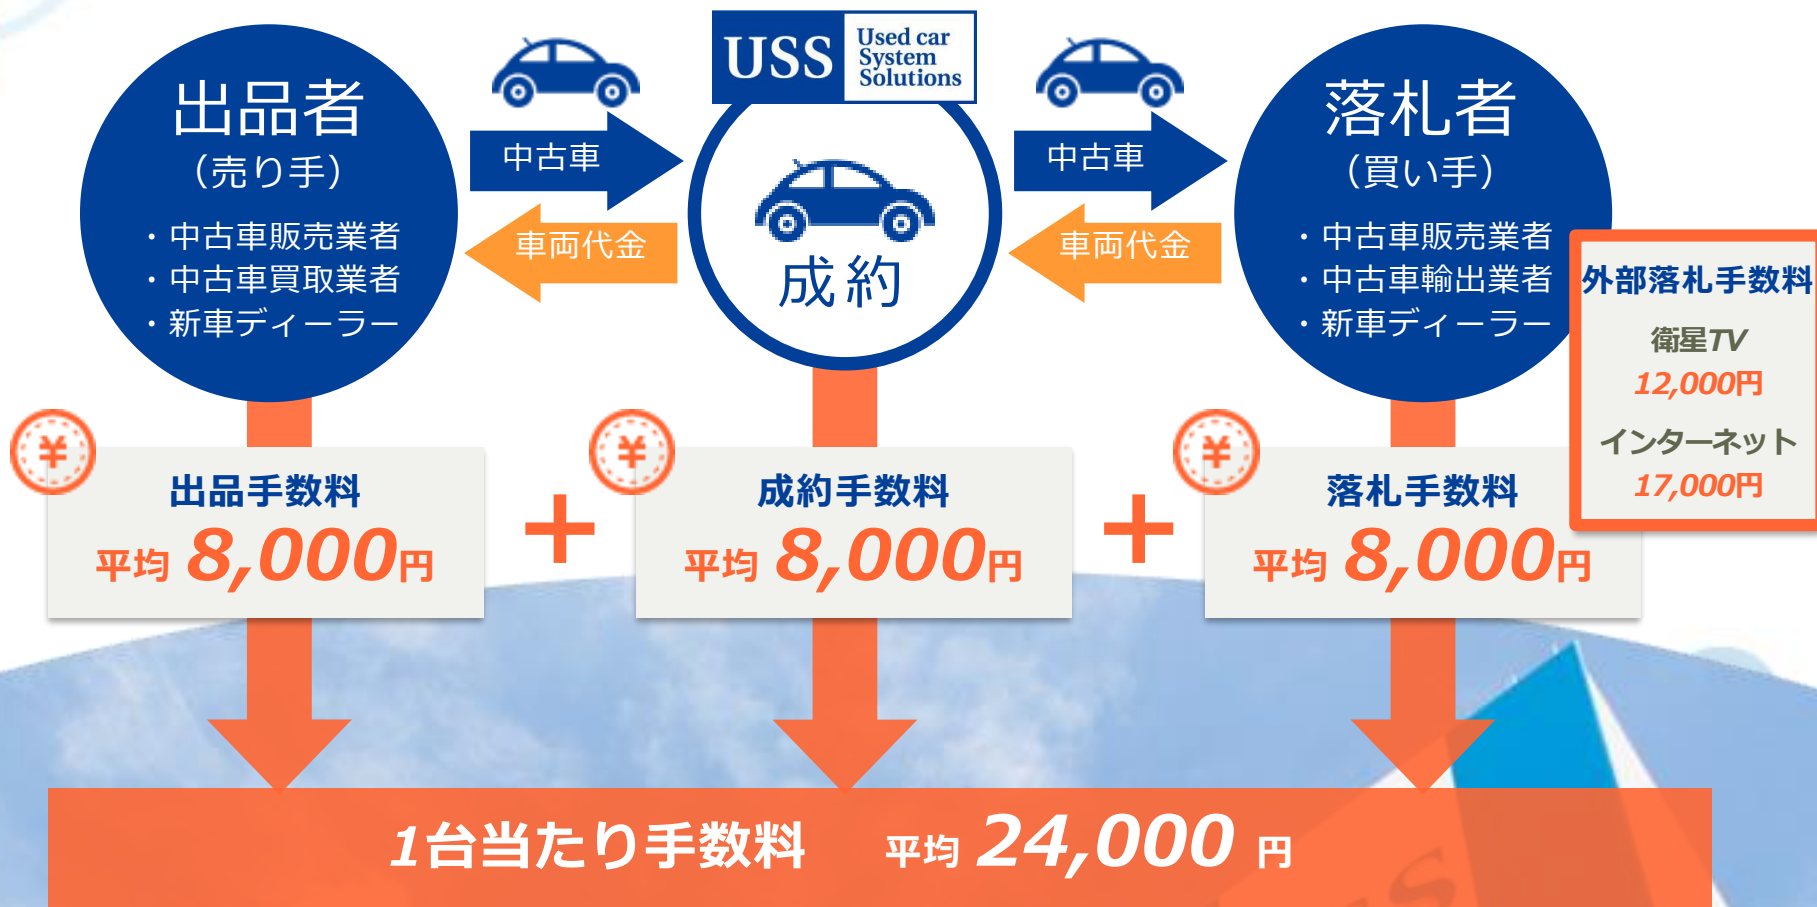 USS
Used car
System
Solutions
出品者
（売り手）
・中古車販売業者
・中古車買取業者
・新車ディーラー
中古車
車両代金
成約
中古車
車両代金
落札者
（買い手）
・中古車販売業者
・中古車輸出業者
・新車ディーラー
外部落札手数料
衛星TV
12,000円
インターネット
17,000円
¥
出品手数料
平均 8,000円
+
¥
成約手数料
平均 8,000円
+
¥
落札手数料
平均 8,000円
1台当たり手数料 平均 24,000 円